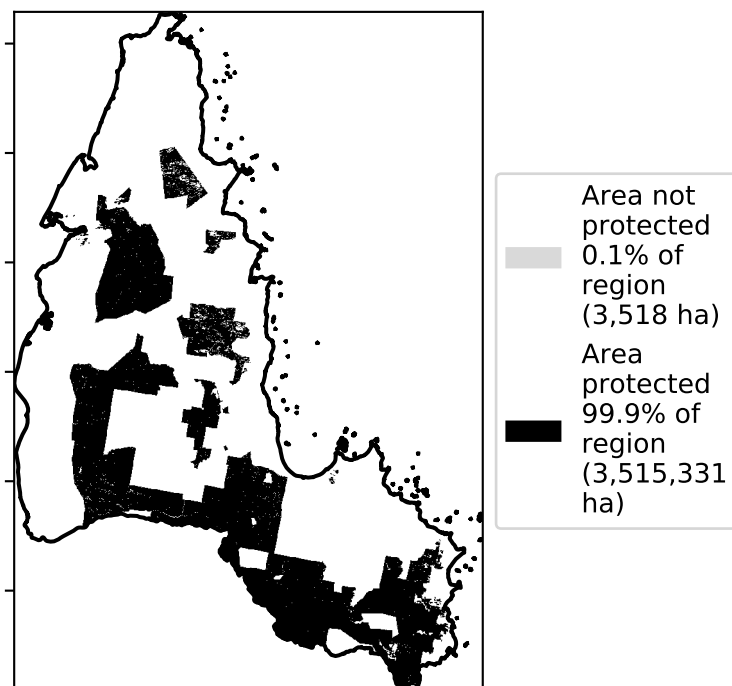 Area not
protected
0.1% of
region
(3,518 ha)
Area
protected
99.9% of
region
(3,515,331
ha)